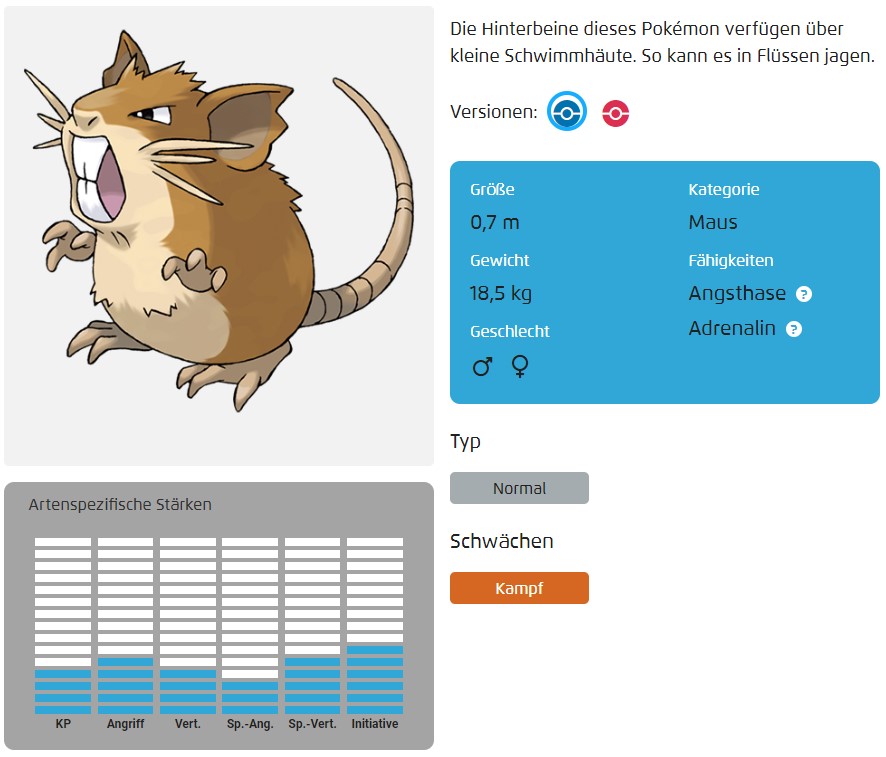 Die Hinterbeine dieses Pokémon verfügen über
kleine Schwimmhäute. So kann es in Flüssen jagen.
Versionen:
Größe
0,7 m
Gewicht
18,5 kg
Geschlecht
♂ ♀
Kategorie
Maus
Fähigkeiten
Angsthase ?
Adrenalin ?
Typ
Normal
Schwächen
Kampf
Artenspezifische Stärken
KP Angriff Vert. Sp.-Ang. Sp.-Vert. Initiative